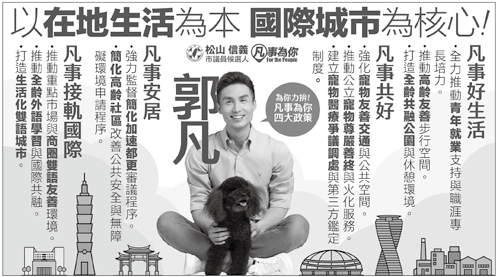 以在地生活為本 國際城市為核心!
松山 信義
市議員候選人
凡事為你
For the People
郭凡
為你力拚!
凡事為你
四大政策
凡事好生活
・全力推動青年就業支持與職涯專
長培力。
・推動高齡友善步行空間。
・打造全齡共融公園與休憩環境。
凡事共好
・強化寵物友善交通與公共空間。
・推動公立寵物尊嚴善終與火化服務。
・建立寵物醫療爭議調處與第三方鑑定
制度。
凡事安居
・強力監督簡化加速都更審議程序。
・簡化高齡社區改善公共安全與無障
礙環境申請程序。
凡事接軌國際
・推動重點市場與商圈雙語友善環境。
・推動全齡外語學習與國際共融。
・打造生活化雙語城市。